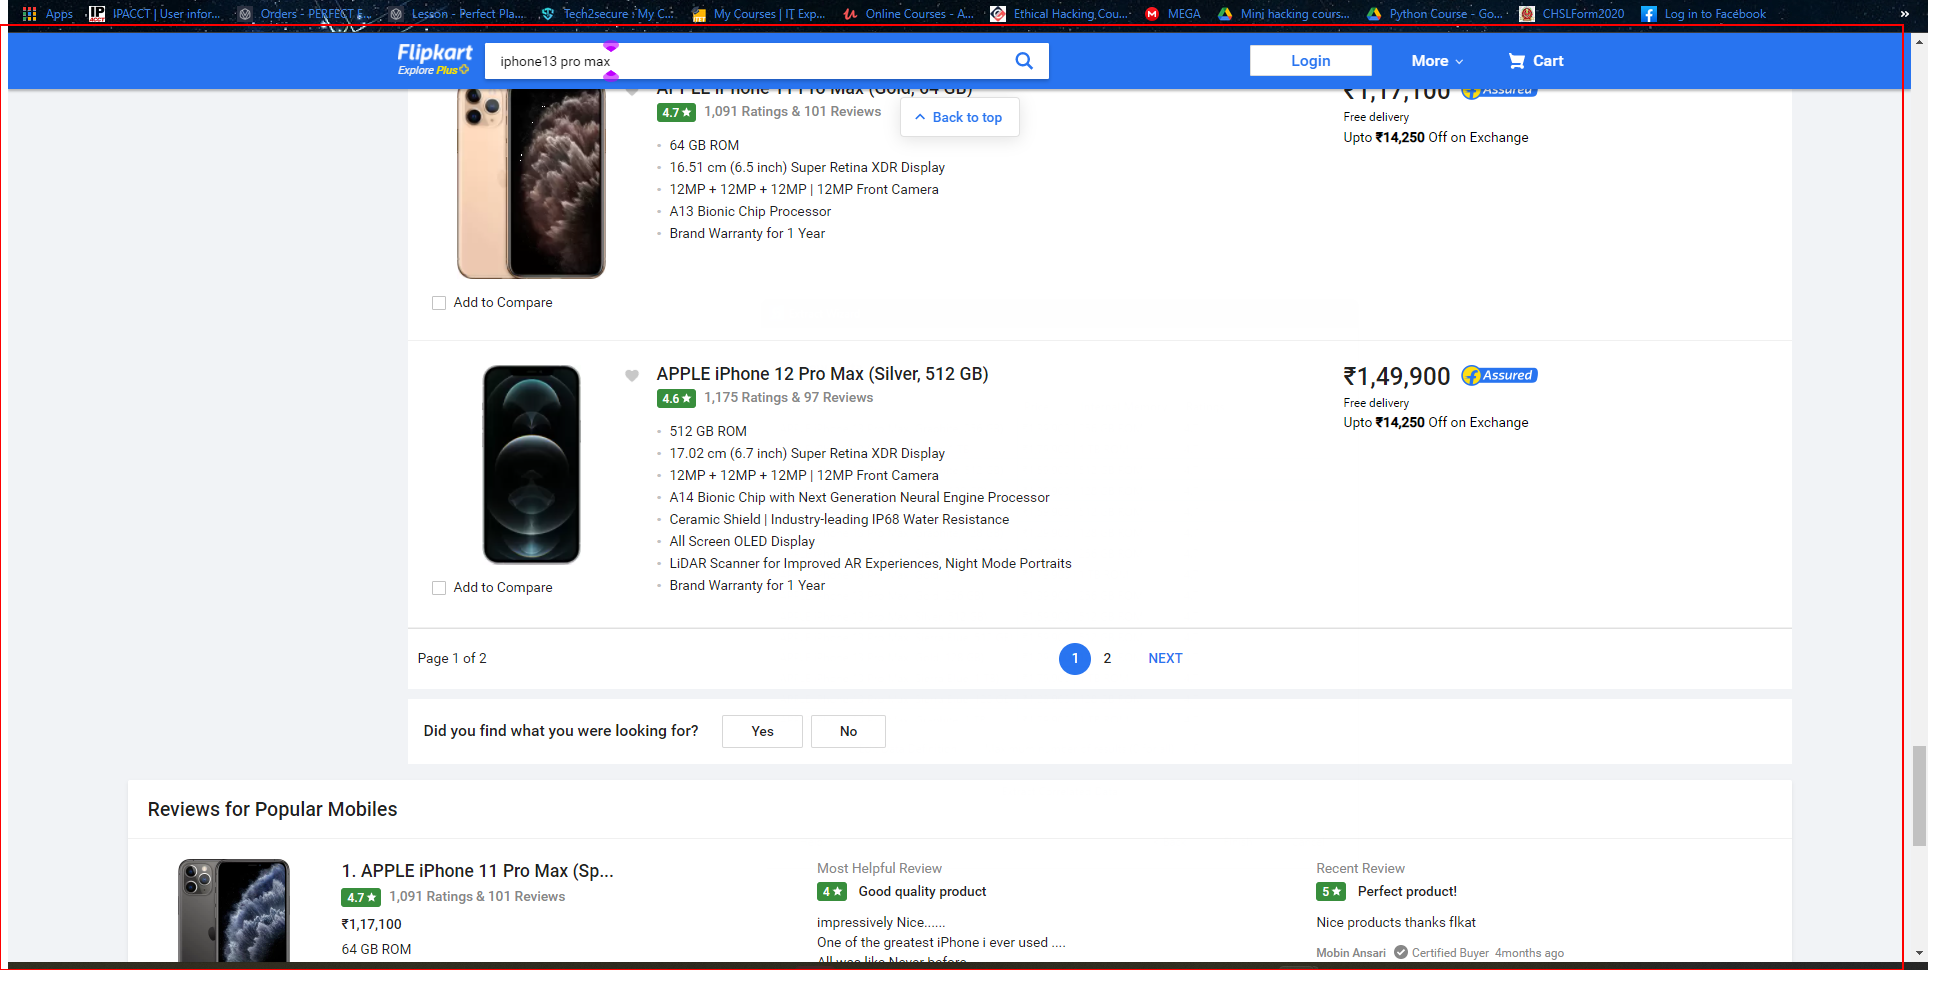 Apps IPACCT | User infor... Orders - PERFECT E... Lesson - Perfect Pla... Tech2secure : My C... My Courses | IT Exp... Online Courses - A... Ethical Hacking Cou... MEGA Mini hacking cours... Python Course - Go... CHSLForm2020 Log in to Facebook »
Flipkart
Explore Plus
iphone13 pro max
Login
More
Cart
APPLE iPhone 11 Pro Max (Gold, 64 GB)
4.7★ 1,091 Ratings & 101 Reviews
Back to top
64 GB ROM
16.51 cm (6.5 inch) Super Retina XDR Display
12MP + 12MP + 12MP | 12MP Front Camera
A13 Bionic Chip Processor
Brand Warranty for 1 Year
₹1,17,100 Assured
Free delivery
Upto ₹14,250 Off on Exchange
Add to Compare
APPLE iPhone 12 Pro Max (Silver, 512 GB)
4.6★ 1,175 Ratings & 97 Reviews
512 GB ROM
17.02 cm (6.7 inch) Super Retina XDR Display
12MP + 12MP + 12MP | 12MP Front Camera
A14 Bionic Chip with Next Generation Neural Engine Processor
Ceramic Shield | Industry-leading IP68 Water Resistance
All Screen OLED Display
LiDAR Scanner for Improved AR Experiences, Night Mode Portraits
Brand Warranty for 1 Year
₹1,49,900 Assured
Free delivery
Upto ₹14,250 Off on Exchange
Add to Compare
Page 1 of 2
1 2 NEXT
Did you find what you were looking for? Yes No
Reviews for Popular Mobiles
1. APPLE iPhone 11 Pro Max (Sp...
4.7★ 1,091 Ratings & 101 Reviews
₹1,17,100
64 GB ROM
Most Helpful Review
4★ Good quality product
impressively Nice......
One of the greatest iPhone i ever used ....
All was like Never before
Recent Review
5★ Perfect product!
Nice products thanks flkat
Mobin Ansari Certified Buyer 4months ago